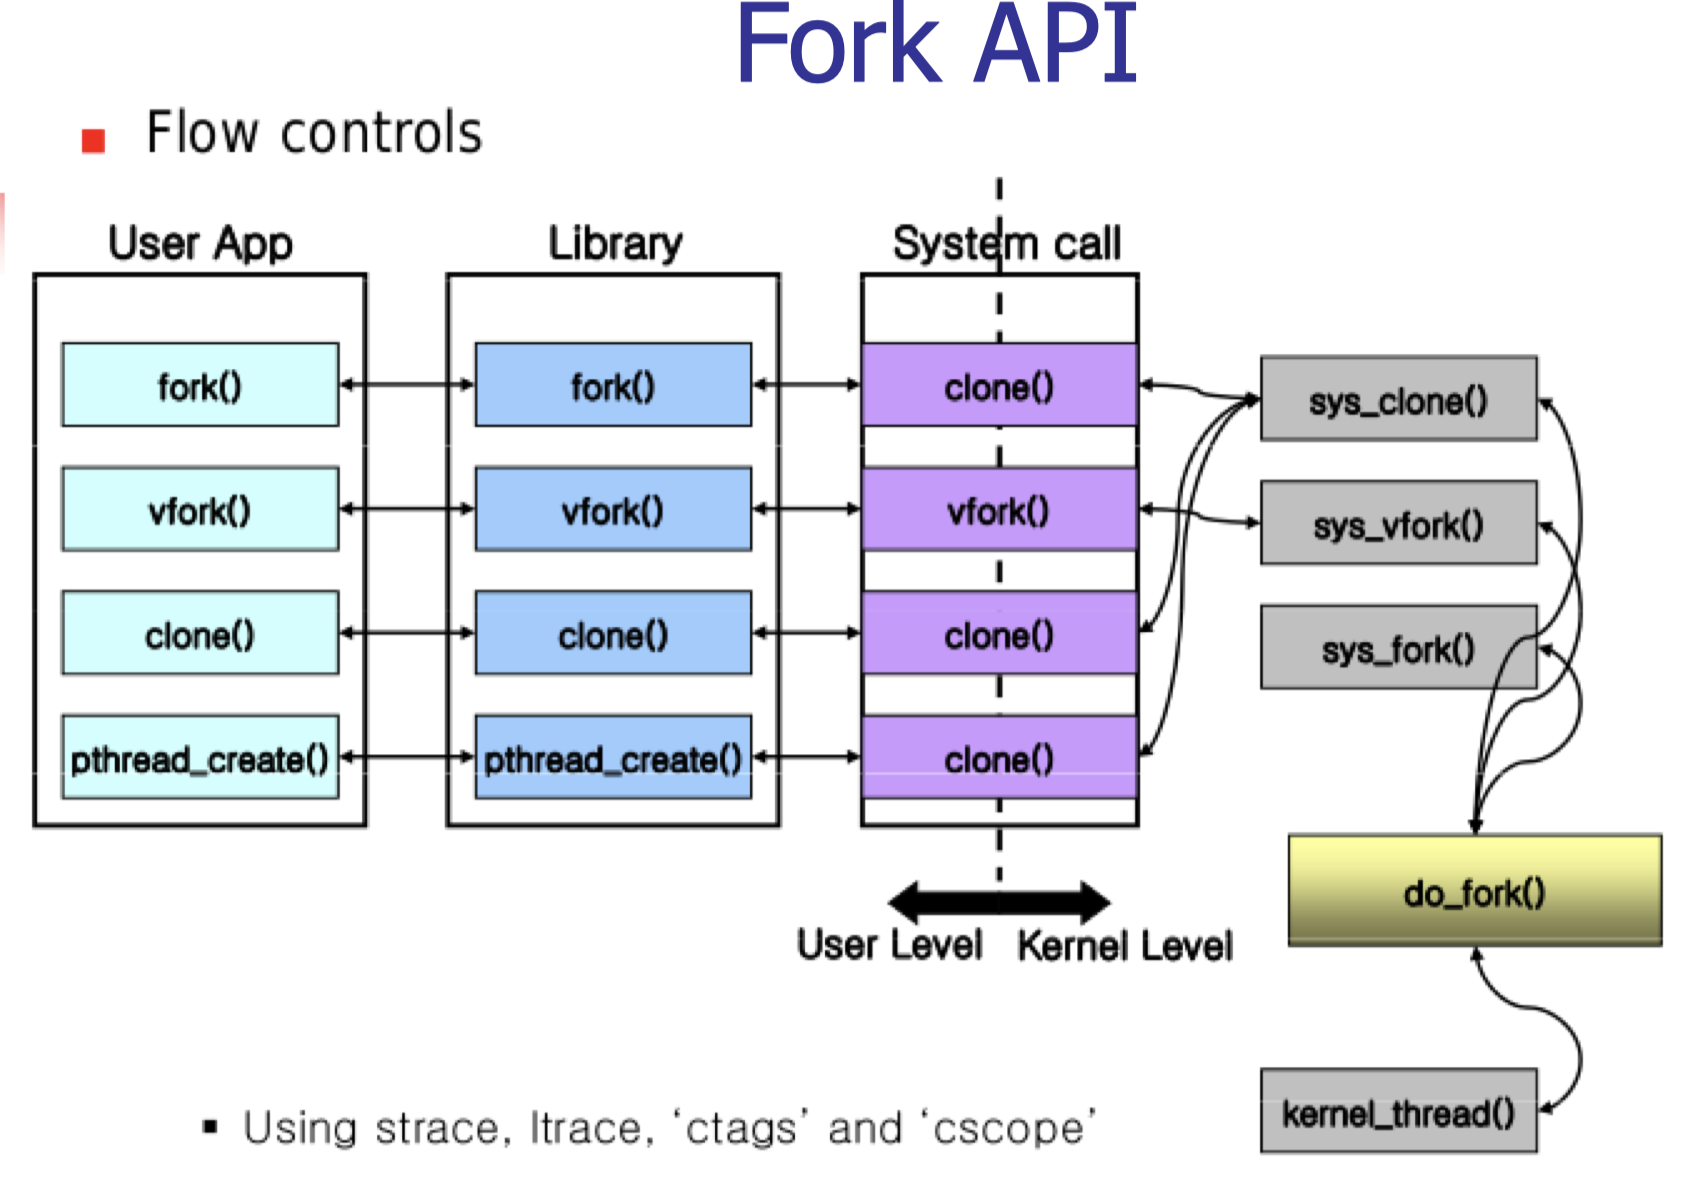 Fork API
Flow controls
User App
Library
System call
fork()
fork()
clone()
sys_clone()
vfork()
vfork()
vfork()
sys_vfork()
clone()
clone()
clone()
sys_fork()
pthread_create()
pthread_create()
clone()
do_fork()
User Level
Kernel Level
kernel_thread()
Using strace, ltrace, ‘ctags’ and ‘cscope’